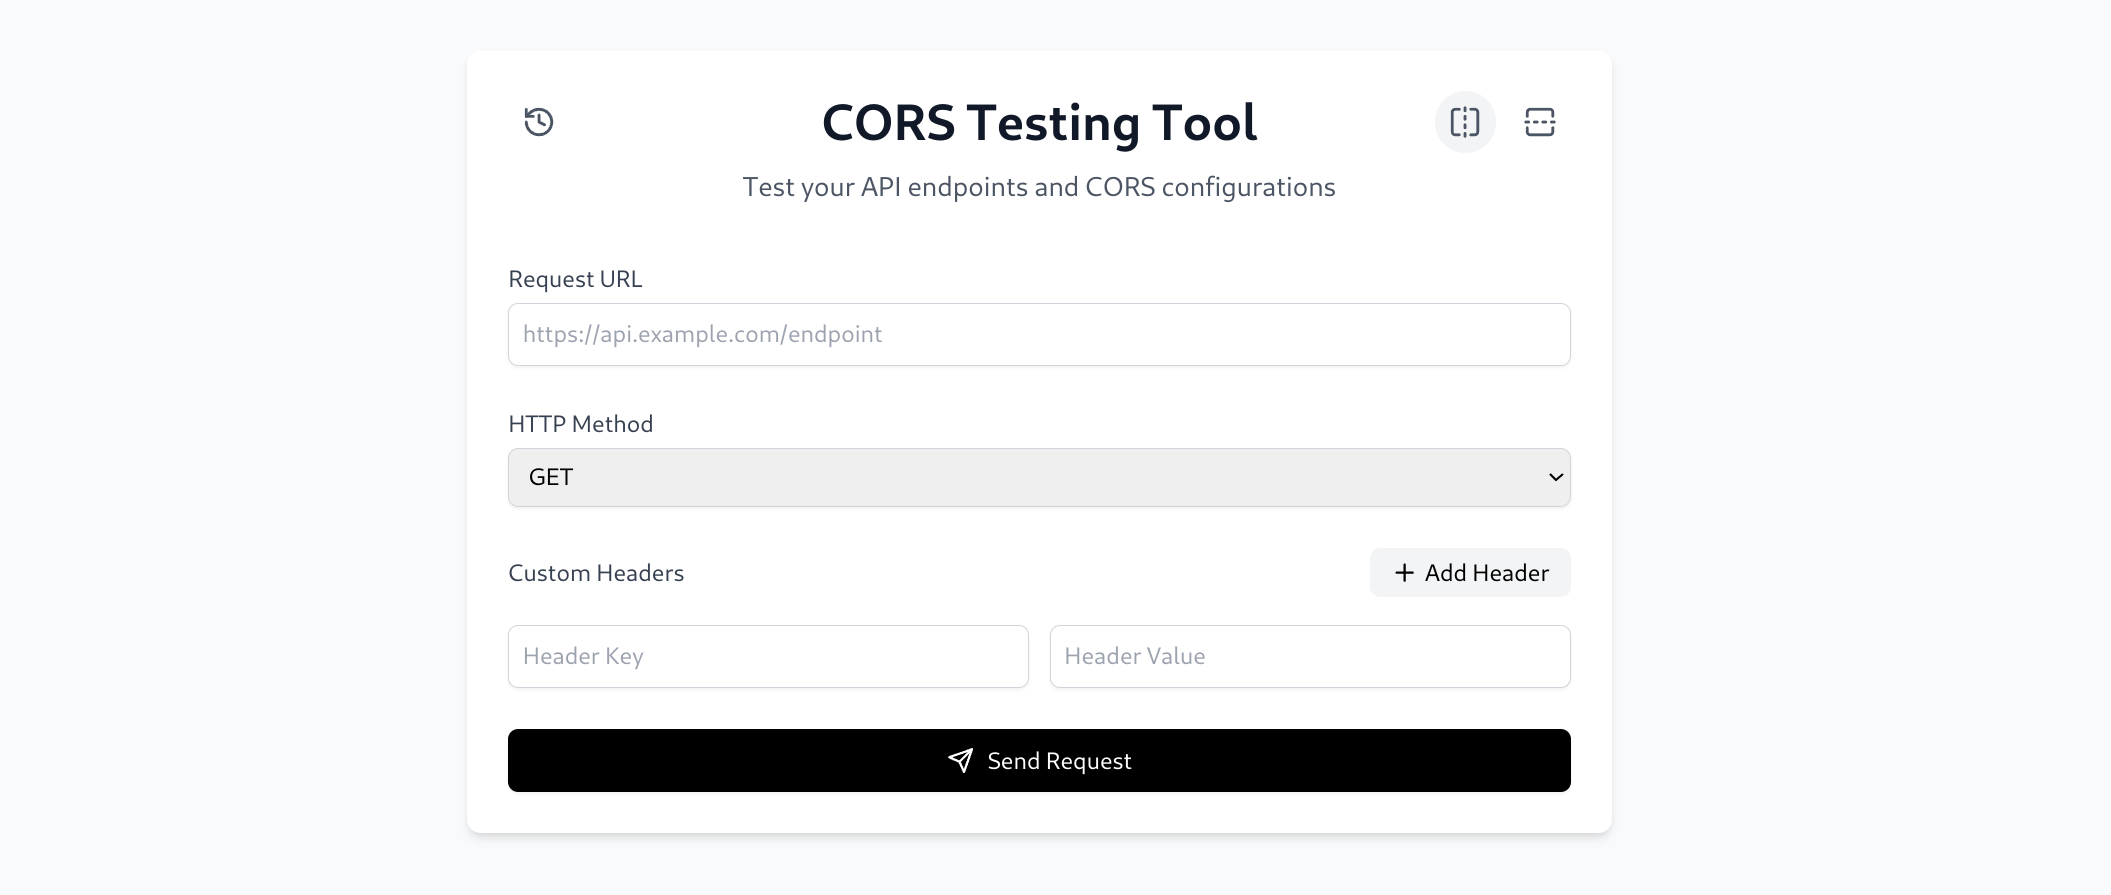 CORS Testing Tool
Test your API endpoints and CORS configurations
Request URL
https://api.example.com/endpoint
HTTP Method
GET
Custom Headers
Add Header
Header Key
Header Value
Send Request